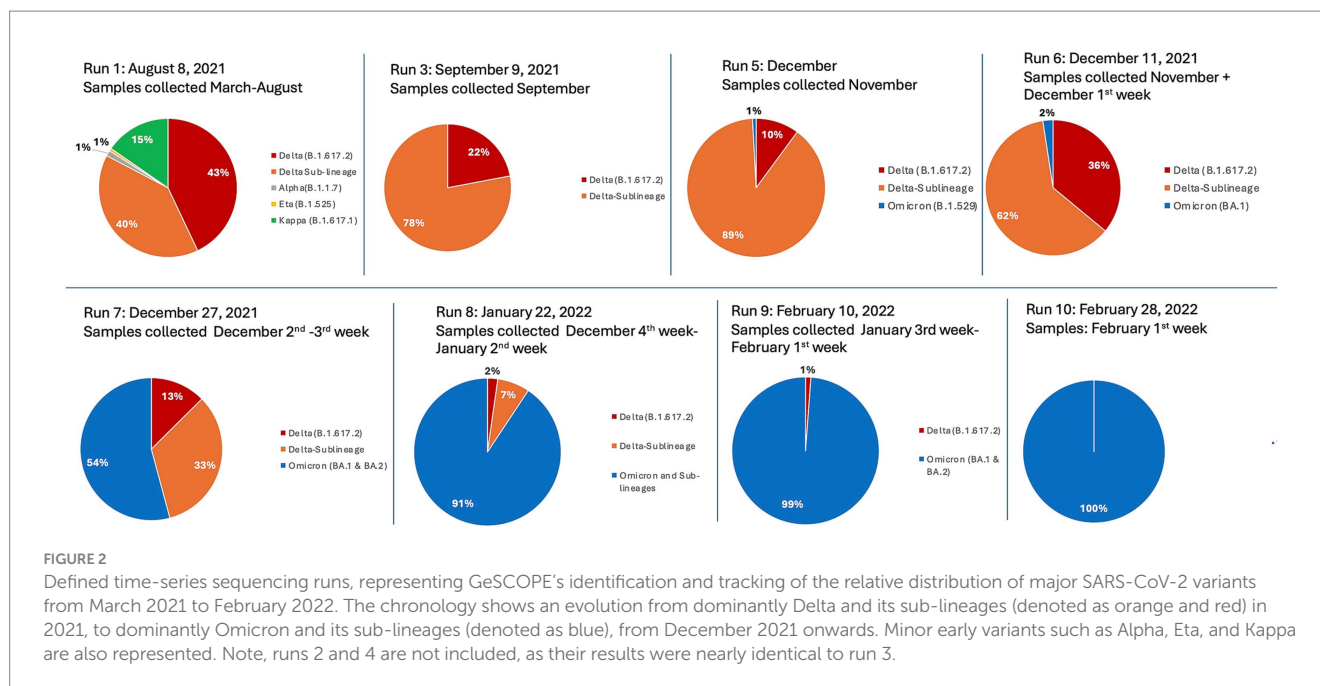 Run 1: August 8, 2021
Samples collected March-August
1%
1%
15%
43%
40%
Delta (B.1.617.2)
Delta Sub-lineage
Alpha(B.1.1.7)
Eta (B.1.525)
Kappa (B.1.617.1)
Run 3: September 9, 2021
Samples collected September
22%
78%
Delta (B.1.617.2)
Delta-Sublineage
Run 5: December
Samples collected November
1%
10%
89%
Delta (B.1.617.2)
Delta-Sublineage
Omicron (B.1.529)
Run 6: December 11, 2021
Samples collected November +
December 1st week
2%
36%
62%
Delta (B.1.617.2)
Delta-Sublineage
Omicron (BA.1)
Run 7: December 27, 2021
Samples collected December 2nd -3rd week
13%
33%
54%
Delta (B.1.617.2)
Delta-Sublineage
Omicron (BA.1 & BA.2)
Run 8: January 22, 2022
Samples collected December 4th week-
January 2nd week
2%
7%
91%
Delta (B.1.617.2)
Delta-Sublineage
Omicron and Sub-
lineages
Run 9: February 10, 2022
Samples collected January 3rd week-
February 1st week
1%
99%
Delta (B.1.617.2)
Omicron (BA.1 &
BA.2)
Run 10: February 28, 2022
Samples: February 1st week
100%
FIGURE 2
Defined time-series sequencing runs, representing GeSCOPE's identification and tracking of the relative distribution of major SARS-CoV-2 variants
from March 2021 to February 2022. The chronology shows an evolution from dominantly Delta and its sub-lineages (denoted as orange and red) in
2021, to dominantly Omicron and its sub-lineages (denoted as blue), from December 2021 onwards. Minor early variants such as Alpha, Eta, and Kappa
are also represented. Note, runs 2 and 4 are not included, as their results were nearly identical to run 3.